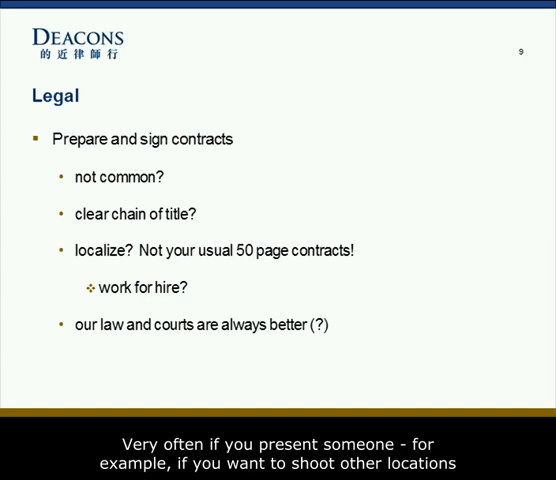 DEACONS
的近律師行
9
Legal
Prepare and sign contracts
not common?
clear chain of title?
localize? Not your usual 50 page contracts!
work for hire?
our law and courts are always better (?)
Very often if you present someone - for
example, if you want to shoot other locations